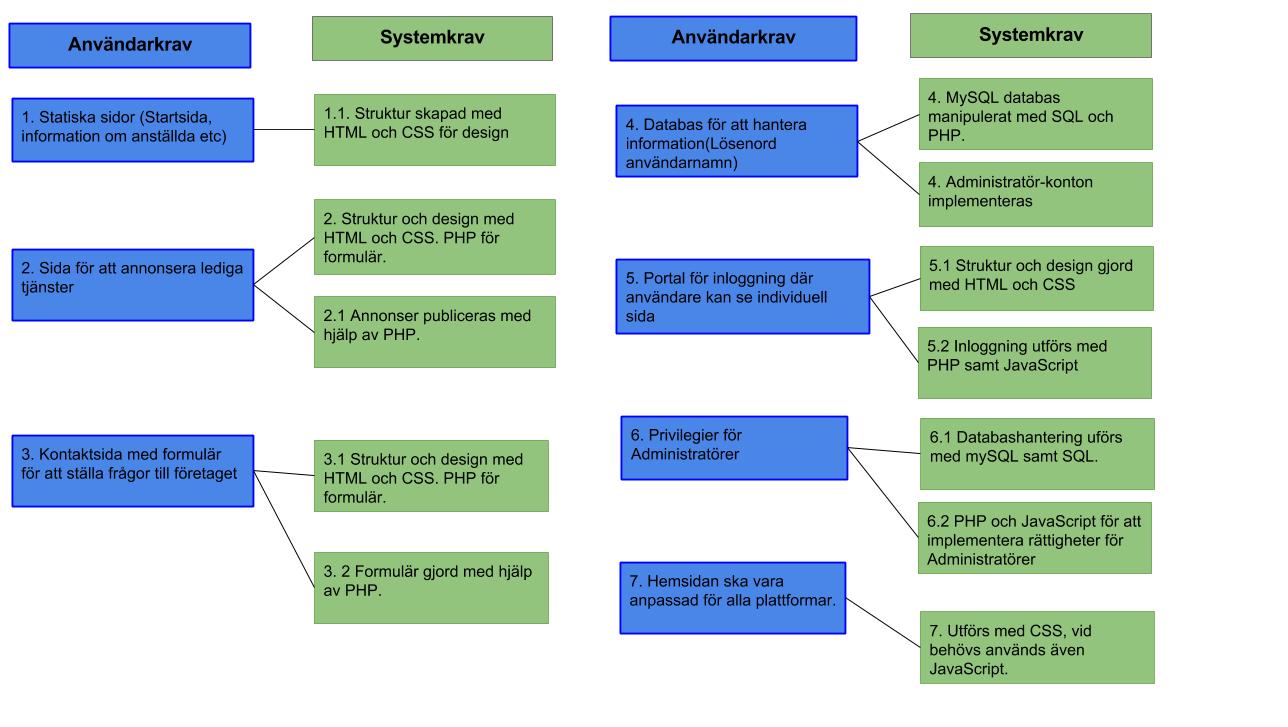 Användarkrav
Systemkrav
1. Statiska sidor (Startsida,
information om anställda etc)
1.1. Struktur skapad med
HTML och CSS för design
2. Sida för att annonsera lediga
tjänster
2. Struktur och design med
HTML och CSS. PHP för
formulär.
2.1 Annonser publiceras med
hjälp av PHP.
3. Kontaktsida med formulär
för att ställa frågor till företaget
3.1 Struktur och design med
HTML och CSS. PHP för
formulär.
3. 2 Formulär gjord med hjälp
av PHP.
Användarkrav
Systemkrav
4. Databas för att hantera
information(Lösenord
användarnamn)
4. MySQL databas
manipulerat med SQL och
PHP.
4. Administratör-konton
implementeras
5. Portal för inloggning där
användare kan se individuell
sida
5.1 Struktur och design gjord
med HTML och CSS
5.2 Inloggning utförs med
PHP samt JavaScript
6. Privilegier för
Administratörer
6.1 Databashantering uförs
med mySQL samt SQL.
6.2 PHP och JavaScript för att
implementera rättigheter för
Administratörer
7. Hemsidan ska vara
anpassad för alla plattformar.
7. Utförs med CSS, vid
behövs används även
JavaScript.